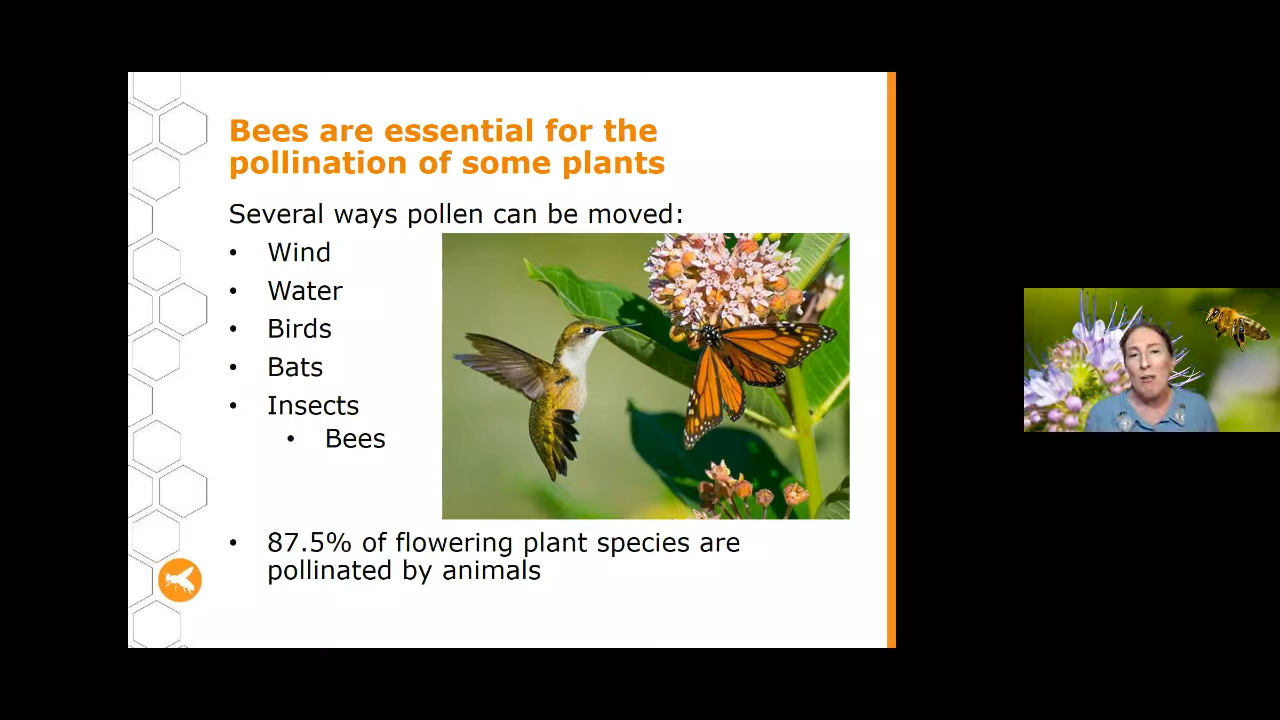 Bees are essential for the
pollination of some plants
Several ways pollen can be moved:
• Wind
• Water
• Birds
• Bats
• Insects
• Bees
• 87.5% of flowering plant species are
pollinated by animals